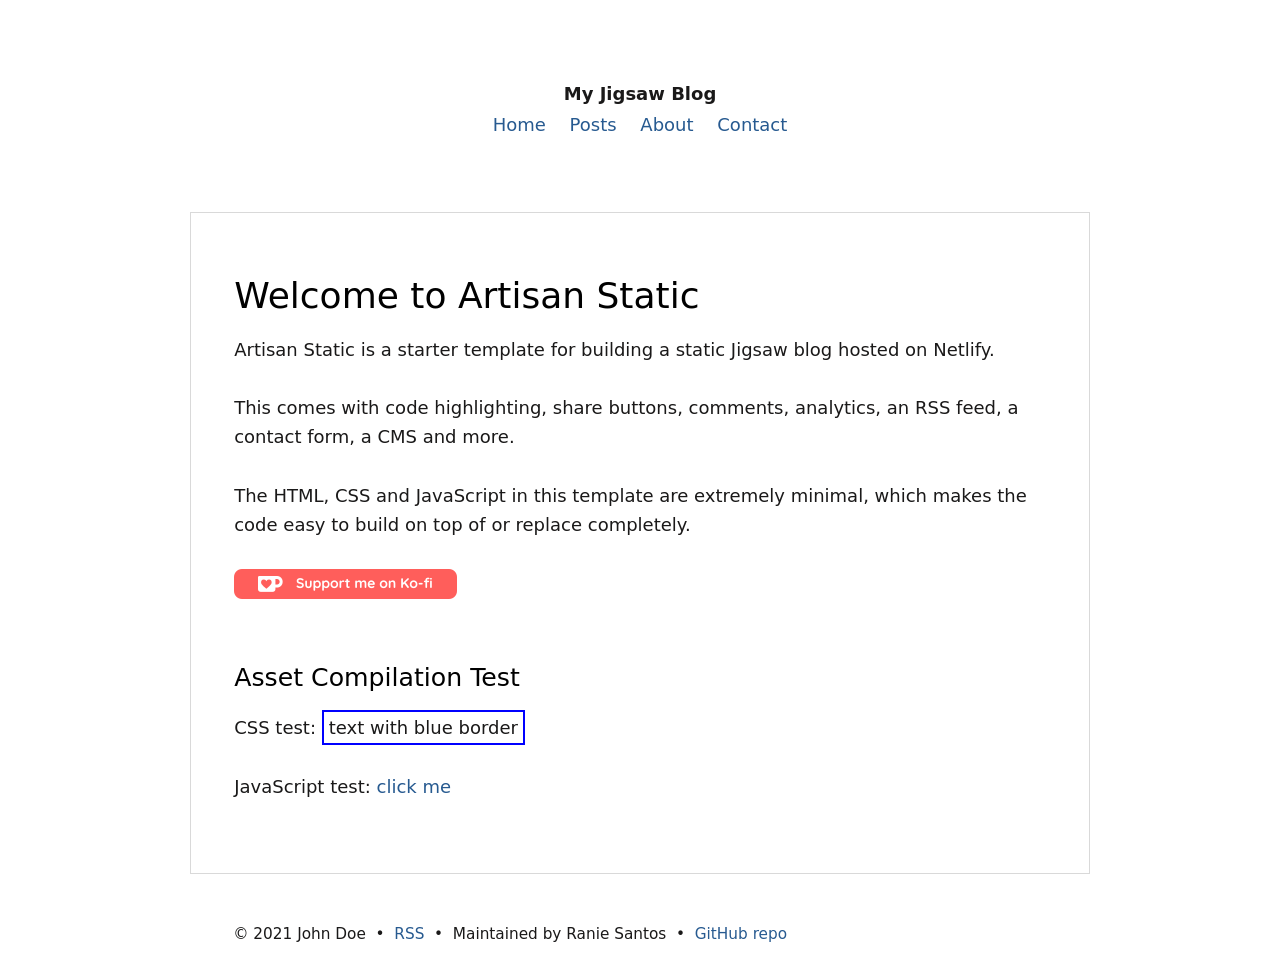 My Jigsaw Blog
Home Posts About Contact
Welcome to Artisan Static
Artisan Static is a starter template for building a static Jigsaw blog hosted on Netlify.
This comes with code highlighting, share buttons, comments, analytics, an RSS feed, a
contact form, a CMS and more.
The HTML, CSS and JavaScript in this template are extremely minimal, which makes the
code easy to build on top of or replace completely.
Support me on Ko-fi
Asset Compilation Test
CSS test: text with blue border
JavaScript test: click me
© 2021 John Doe • RSS • Maintained by Ranie Santos • GitHub repo